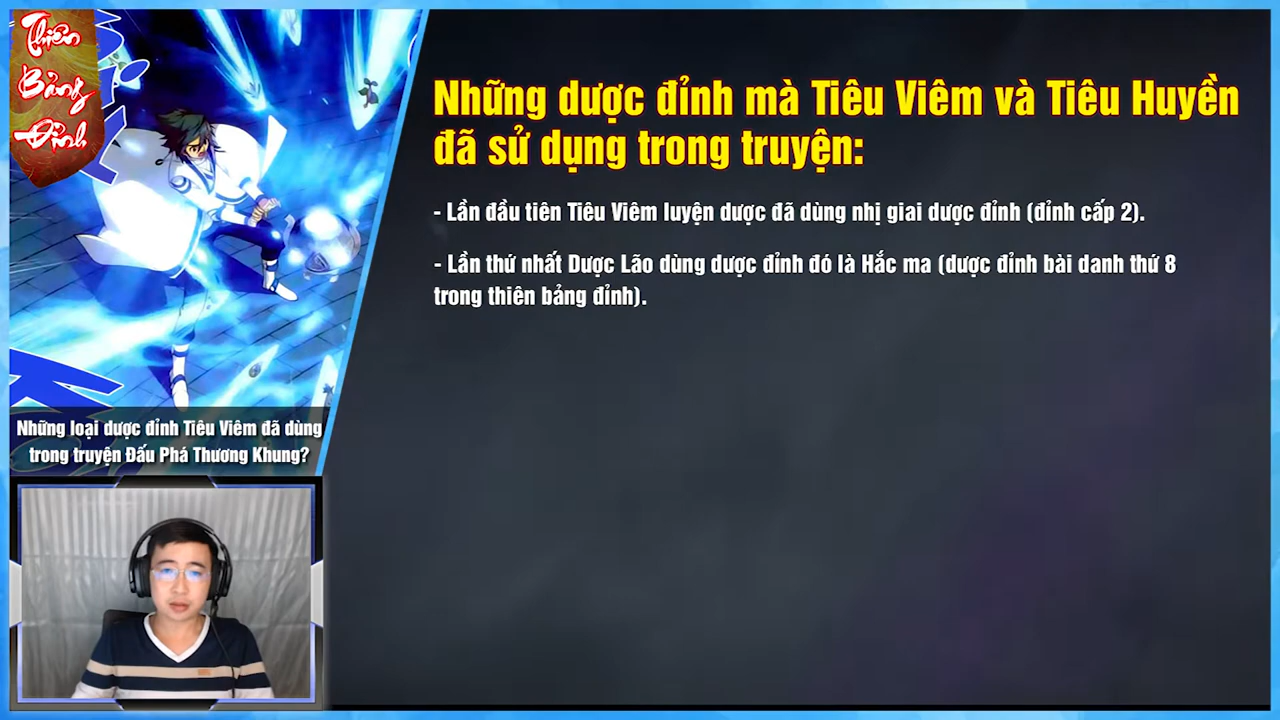 Thiên
Bảng
Đỉnh
Những dược đỉnh mà Tiêu Viêm và Tiêu Huyền
đã sử dụng trong truyện:
- Lần đầu tiên Tiêu Viêm luyện dược đã dùng nhị giai dược đỉnh (đỉnh cấp 2).
- Lần thứ nhất Dược Lão dùng dược đỉnh đó là Hắc ma (dược đỉnh bài danh thứ 8
trong thiên bảng đỉnh).
Những loại dược đỉnh Tiêu Viêm đã dùng
trong truyện Đấu Phá Thương Khung?